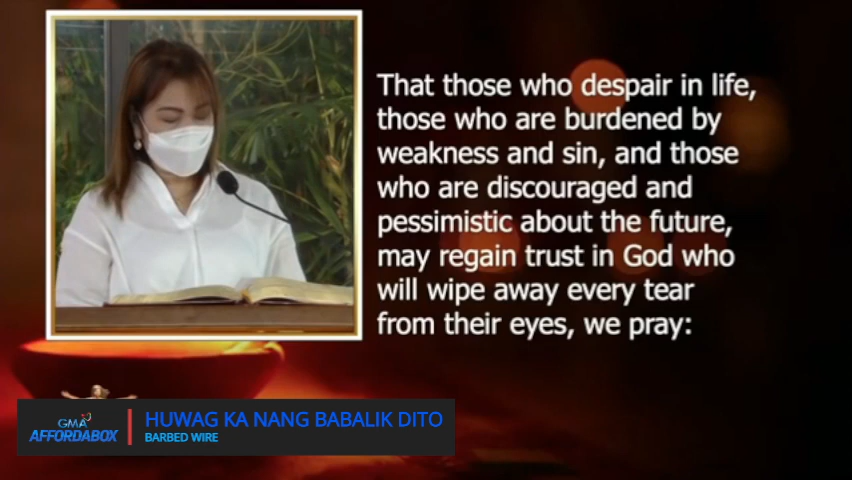 That those who despair in life,
those who are burdened by
weakness and sin, and those
who are discouraged and
pessimistic about the future,
may regain trust in God who
will wipe away every tear
from their eyes, we pray:
GMA
AFFORDABOX
HUWAG KA NANG BABALIK DITO
BARBED WIRE